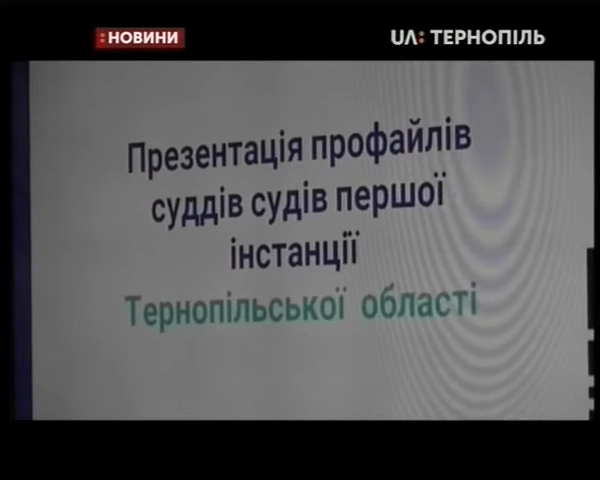 :НОВИНИ
UA: ТЕРНОПІЛЬ
Презентація профайлів
суддів судів першої
інстанції
Тернопільської області